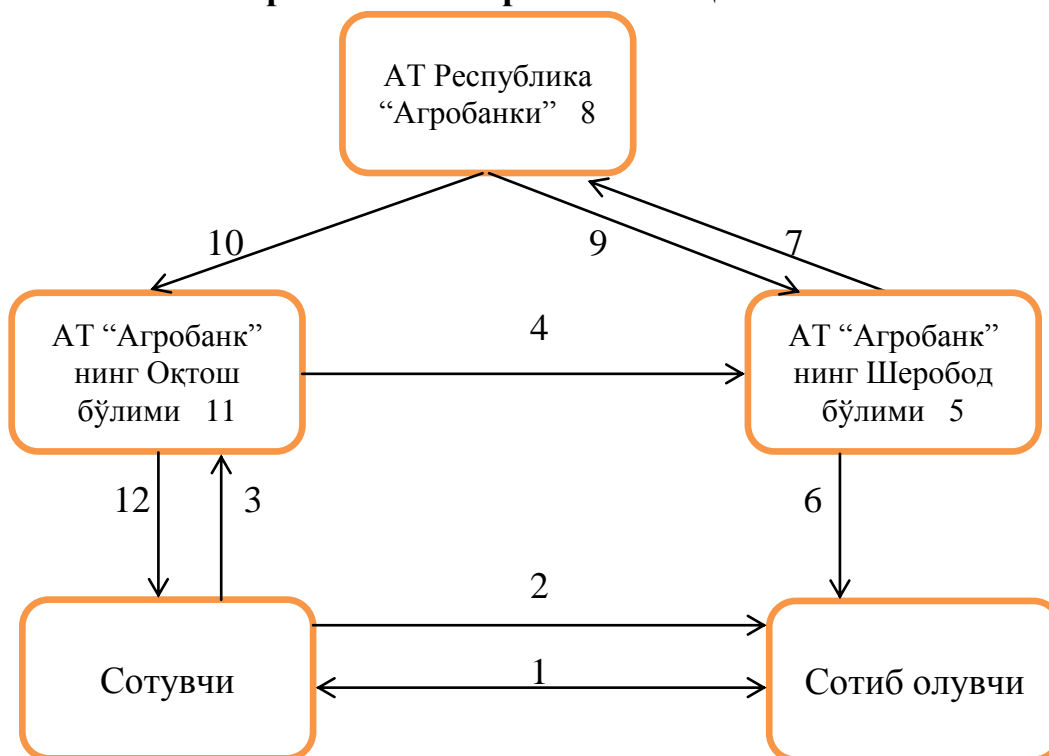 АТ Республика
“Агробанки” 8
10
9
7
АТ “Агробанк”
нинг Оқтош
бўлими 11
4
АТ “Агробанк”
нинг Шеробод
бўлими 5
12
3
6
2
Сотувчи
1
Сотиб олувчи